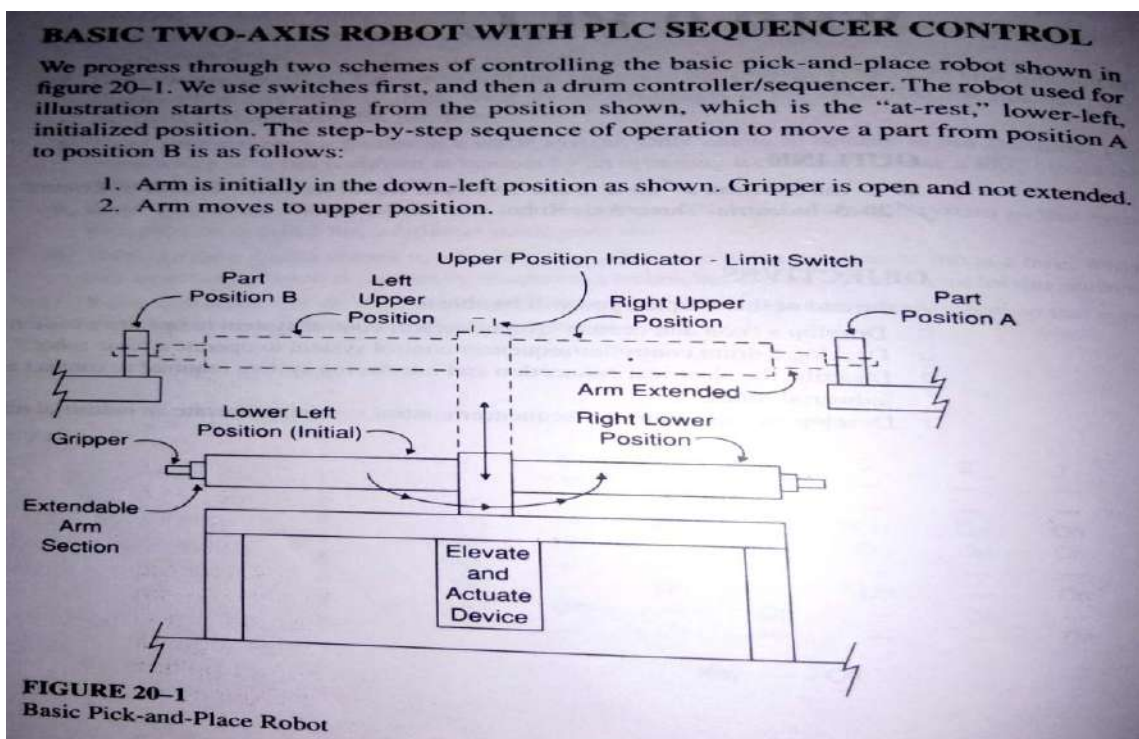 BASIC TWO-AXIS ROBOT WITH PLC SEQUENCER CONTROL
We progress through two schemes of controlling the basic pick-and-place robot shown in
figure 20–1. We use switches first, and then a drum controller/sequencer. The robot used for
illustration starts operating from the position shown, which is the “at-rest,” lower-left,
initialized position. The step-by-step sequence of operation to move a part from position A
to position B is as follows:
1. Arm is initially in the down-left position as shown. Gripper is open and not extended.
2. Arm moves to upper position.
Upper Position Indicator - Limit Switch
Part
Position B
Left
Upper
Position
Right Upper
Position
Part
Position A
Arm Extended
Lower Left
Position (Initial)
Right Lower
Position
Gripper
Extendable
Arm
Section
Elevate
and
Actuate
Device
FIGURE 20–1
Basic Pick-and-Place Robot